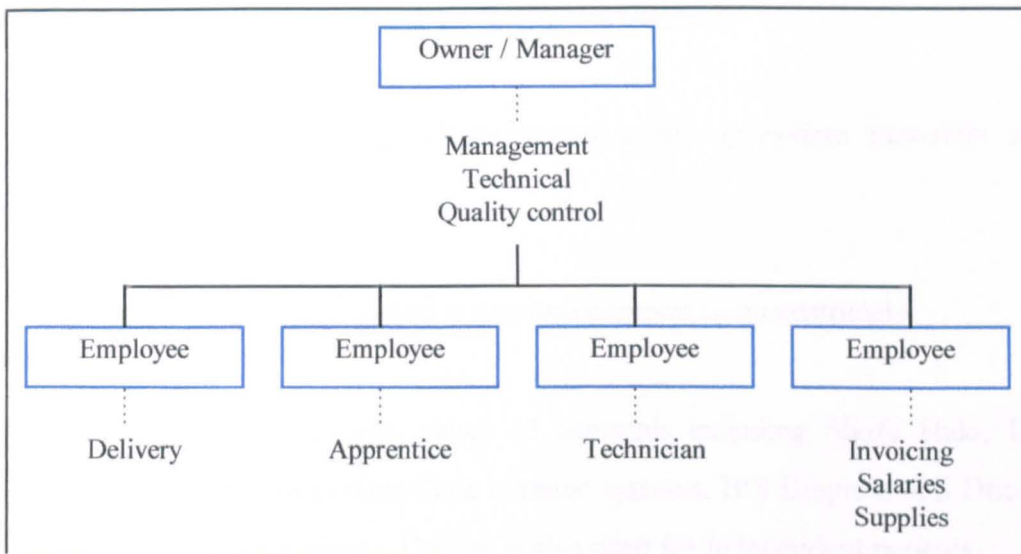 Owner / Manager
Management
Technical
Quality control
Employee
Employee
Employee
Employee
Delivery
Apprentice
Technician
Invoicing
Salaries
Supplies